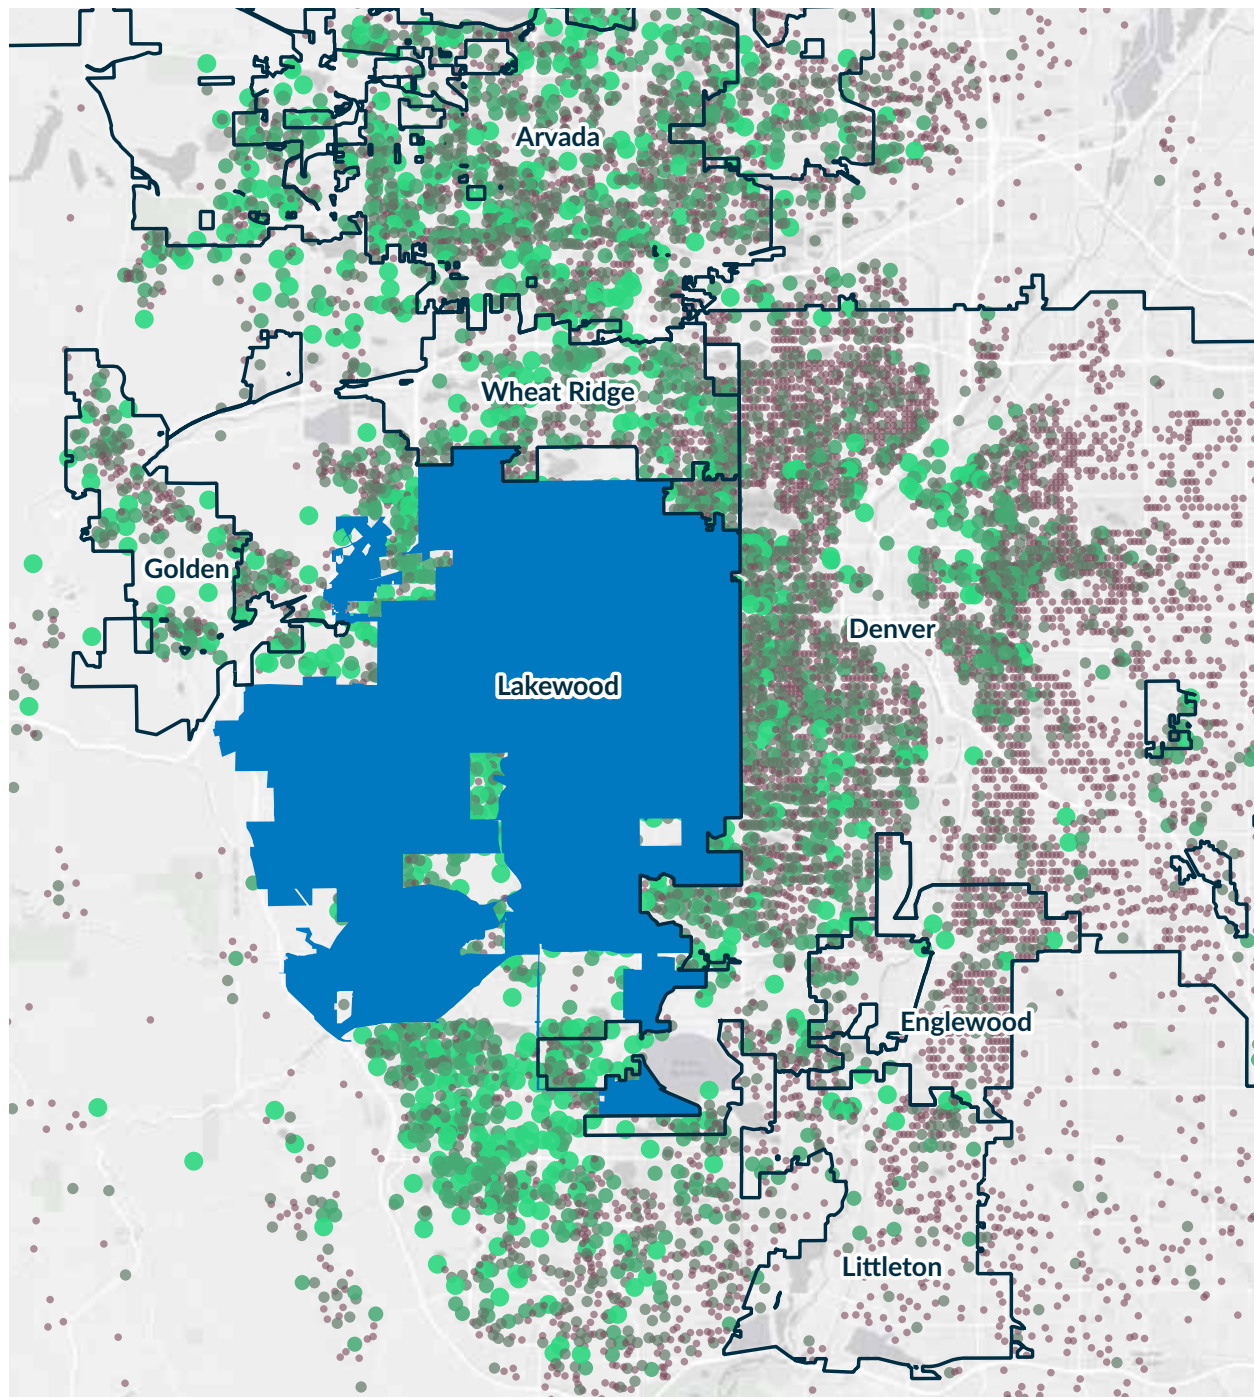 Arvada
Wheat Ridge
Golden
Denver
Lakewood
Englewood
Littleton